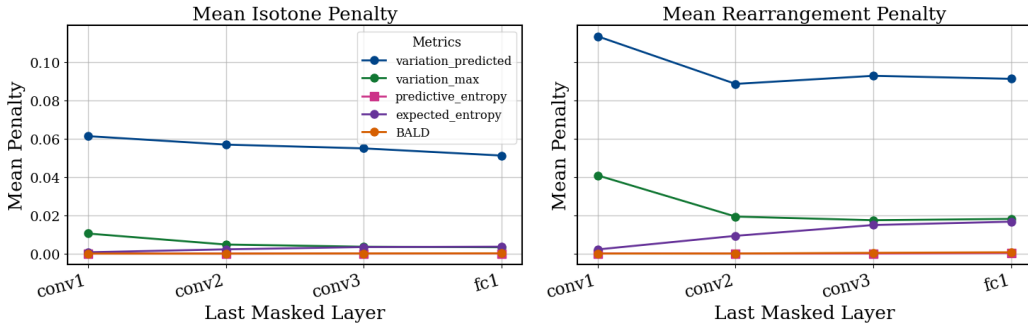 Mean Isotone Penalty
Mean Penalty
0.10
0.08
0.06
0.04
0.02
0.00
Metrics
variation_predicted
variation_max
predictive_entropy
expected_entropy
BALD
conv1
conv2
conv3
fc1
Last Masked Layer
Mean Rearrangement Penalty
Mean Penalty
conv1
conv2
conv3
fc1
Last Masked Layer